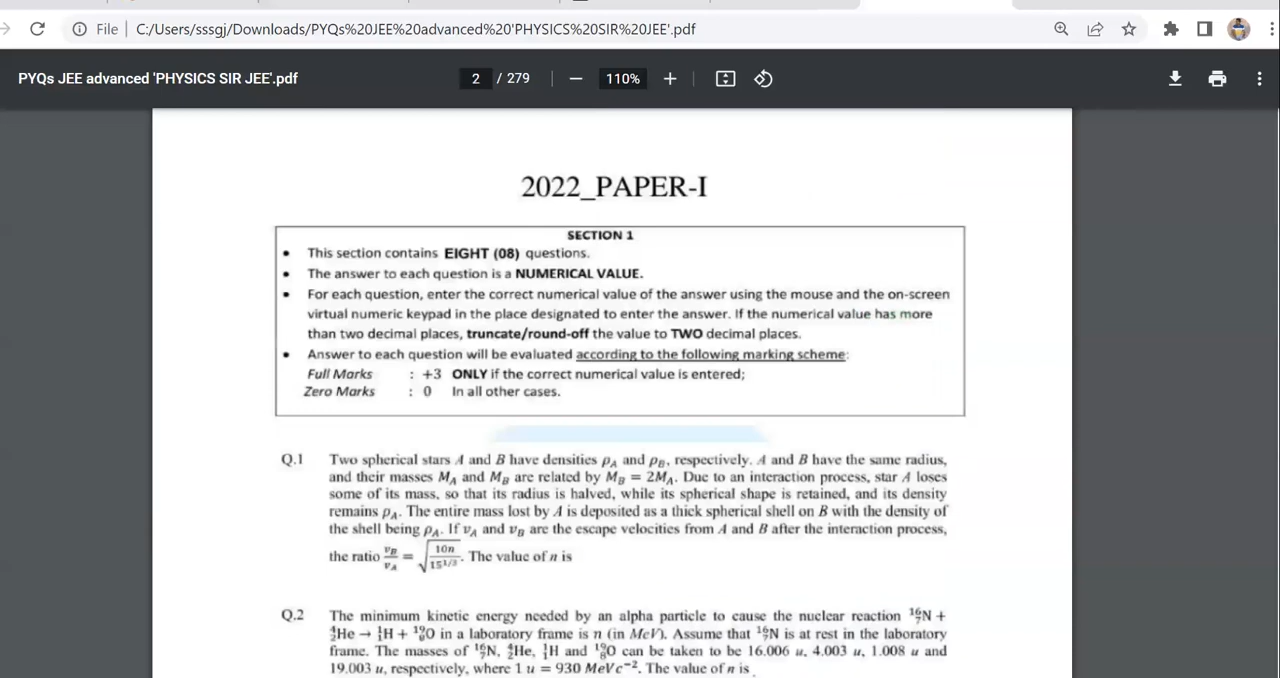 File | C:/Users/sssgj/Downloads/PYQs%20JEE%20advanced%20'PHYSICS%20SIR%20JEE'.pdf
PYQs JEE advanced 'PHYSICS SIR JEE'.pdf 2 / 279 — 110% +
2022_PAPER-I
SECTION 1
• This section contains EIGHT (08) questions.
• The answer to each question is a NUMERICAL VALUE.
• For each question, enter the correct numerical value of the answer using the mouse and the on-screen
virtual numeric keypad in the place designated to enter the answer. If the numerical value has more
than two decimal places, truncate/round-off the value to TWO decimal places.
• Answer to each question will be evaluated according to the following marking scheme:
Full Marks : +3 ONLY if the correct numerical value is entered;
Zero Marks : 0 In all other cases.
Q.1 Two spherical stars A and B have densities ρ_A and ρ_B, respectively. A and B have the same radius,
and their masses M_A and M_B are related by M_B = 2M_A. Due to an interaction process, star A loses
some of its mass, so that its radius is halved, while its spherical shape is retained, and its density
remains ρ_A. The entire mass lost by A is deposited as a thick spherical shell on B with the density of
the shell being ρ_A. If v_A and v_B are the escape velocities from A and B after the interaction process,
the ratio v_B/v_A = √(10n/15^(1/3)). The value of n is
Q.2 The minimum kinetic energy needed by an alpha particle to cause the nuclear reaction ¹⁶₇N +
⁴₂He → ¹₁H + ¹⁹₈O in a laboratory frame is n (in MeV). Assume that ¹⁶₇N is at rest in the laboratory
frame. The masses of ¹⁶₇N, ⁴₂He, ¹₁H and ¹⁹₈O can be taken to be 16.006 u, 4.003 u, 1.008 u and
19.003 u, respectively, where 1 u = 930 MeVc⁻². The value of n is